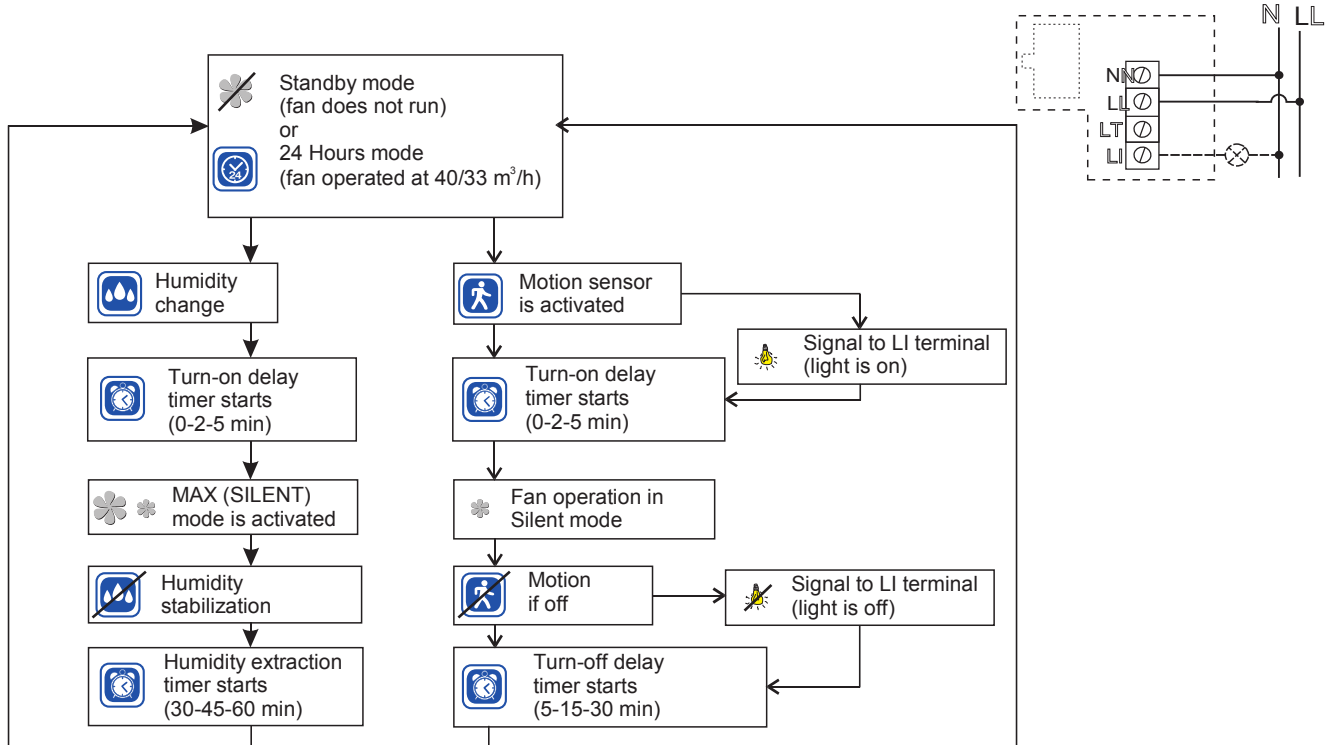 Standby mode
(fan does not run)
or
24 Hours mode
(fan operated at 40/33 m³/h)
24
Humidity
change
Turn-on delay
timer starts
(0-2-5 min)
MAX (SILENT)
mode is activated
Humidity
stabilization
Humidity extraction
timer starts
(30-45-60 min)
Motion sensor
is activated
Signal to LI terminal
(light is on)
Turn-on delay
timer starts
(0-2-5 min)
Fan operation in
Silent mode
Motion
if off
Signal to LI terminal
(light is off)
Turn-off delay
timer starts
(5-15-30 min)
N LL
NN
LL
LT
LI